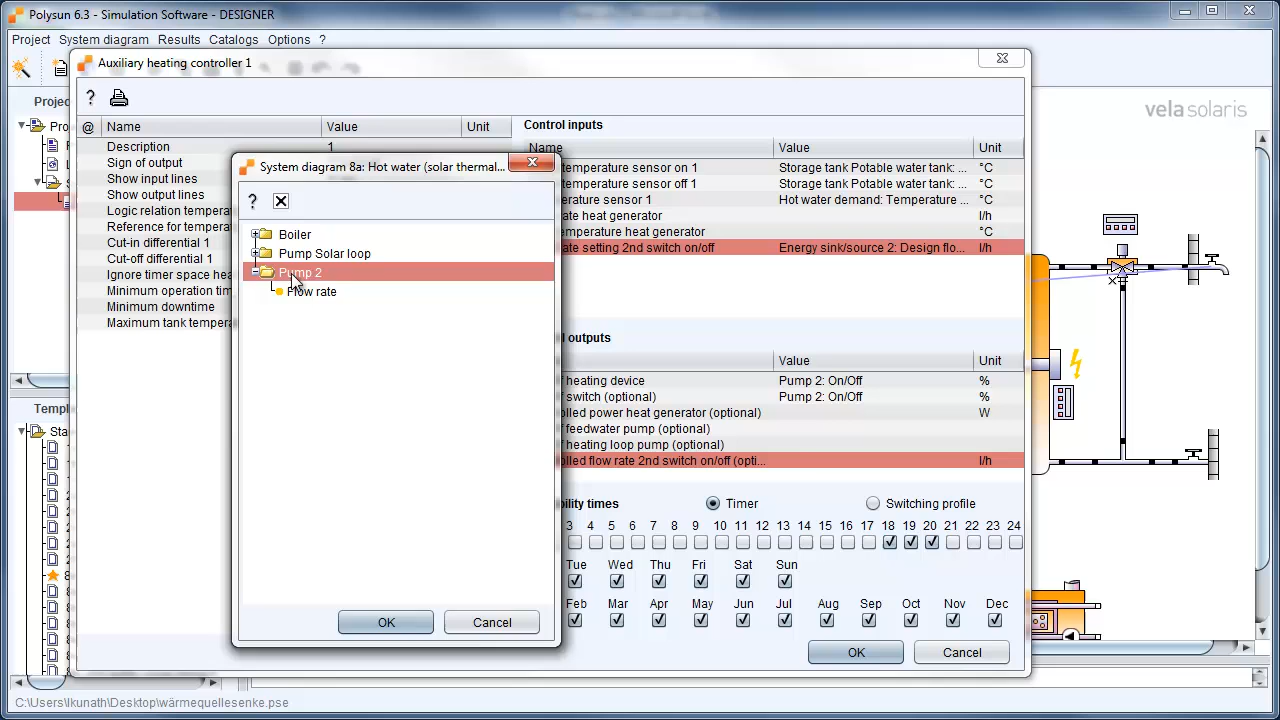 Polysun 6.3 - Simulation Software - DESIGNER
Project System diagram Results Catalogs Options ?
Auxiliary heating controller 1
vela solaris
Projec
@ Name Value Unit
Description 1
Sign of output
Show input lines
Show output lines
Logic relation tempera
Reference for tempera
Cut-in differential 1
Cut-off differential 1
Ignore timer space hea
Minimum operation tim
Minimum downtime
Maximum tank tempera
Control inputs
Name Value Unit
temperature sensor on 1 Storage tank Potable water tank: ... °C
temperature sensor off 1 Storage tank Potable water tank: ... °C
erature sensor 1 Hot water demand: Temperature ... °C
ate heat generator l/h
temperature heat generator °C
ate setting 2nd switch on/off Energy sink/source 2: Design flo... l/h
l outputs
Value Unit
f heating device Pump 2: On/Off %
f switch (optional) Pump 2: On/Off %
lled power heat generator (optional) W
f feedwater pump (optional)
f heating loop pump (optional)
lled flow rate 2nd switch on/off (opti... l/h
bility times Timer Switching profile
3 4 5 6 7 8 9 10 11 12 13 14 15 16 17 18 19 20 21 22 23 24
Tue Wed Thu Fri Sat Sun
Feb Mar Apr May Jun Jul Aug Sep Oct Nov Dec
OK Cancel
System diagram 8a: Hot water (solar thermal...
?
Boiler
Pump Solar loop
Pump 2
Flow rate
OK Cancel
Pro
Templ
Sta
C:\Users\lkunath\Desktop\wärmequellesenke.pse